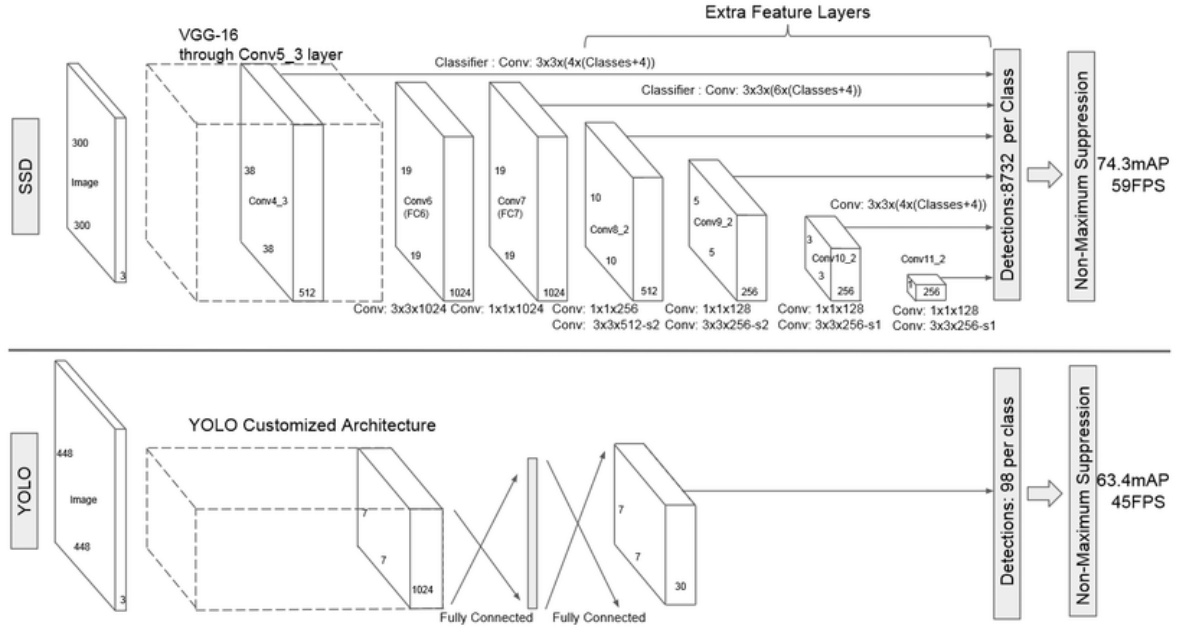 Extra Feature Layers
VGG-16
through Conv5_3 layer
Classifier : Conv: 3x3x(4x(Classes+4))
Classifier : Conv: 3x3x(6x(Classes+4))
SSD
300
Image
300
3
38
Conv4_3
38
512
19
Conv6
(FC6)
19
1024
19
Conv7
(FC7)
19
1024
10
Conv8_2
10
512
5
Conv9_2
5
256
Conv: 3x3x(4x(Classes+4))
3
Conv10_2
3
256
Conv11_2
1
256
Conv: 3x3x1024
Conv: 1x1x1024
Conv: 1x1x256
Conv: 3x3x512-s2
Conv: 1x1x128
Conv: 3x3x256-s2
Conv: 1x1x128
Conv: 3x3x256-s1
Conv: 1x1x128
Conv: 3x3x256-s1
Detections:8732 per Class
Non-Maximum Suppression
74.3mAP
59FPS
YOLO
448
Image
448
3
YOLO Customized Architecture
7
7
1024
Fully Connected
Fully Connected
7
7
30
Detections: 98 per class
Non-Maximum Suppression
63.4mAP
45FPS